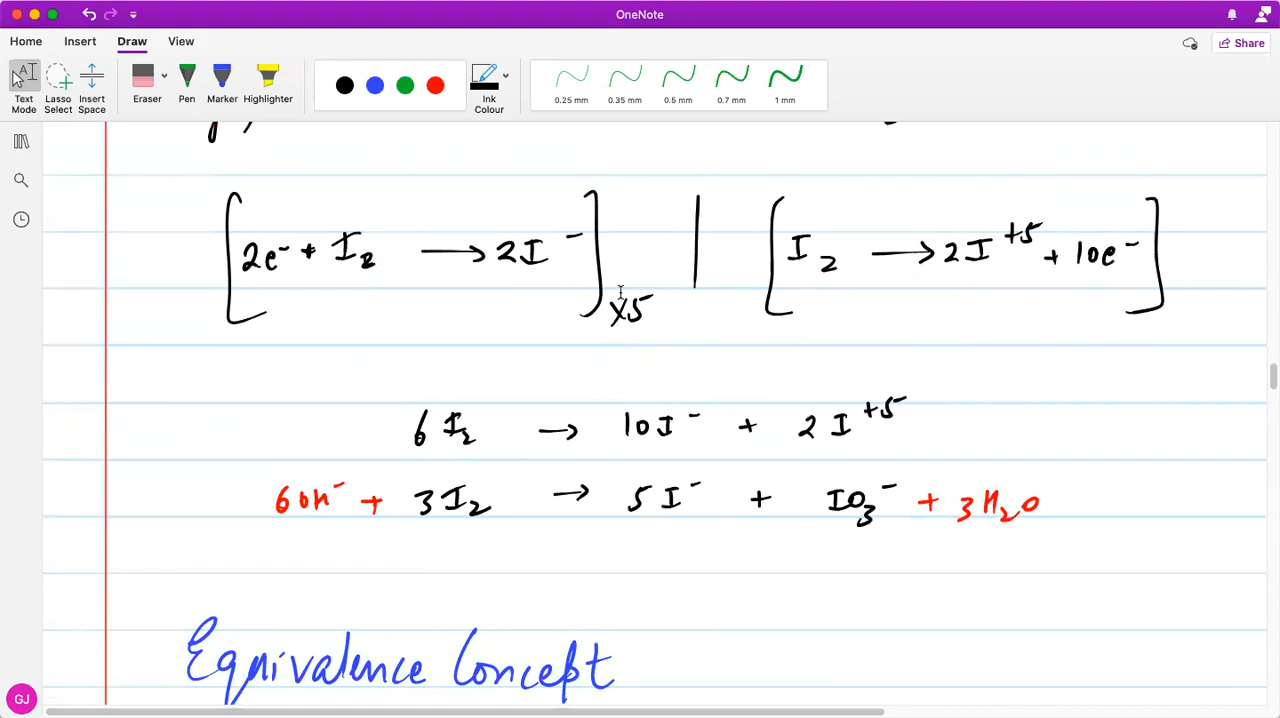 OneNote
Home Insert Draw View
Share
Text Mode
Lasso Select
Insert Space
Eraser
Pen
Marker
Highlighter
Ink Colour
0.25 mm 0.35 mm 0.5 mm 0.7 mm 1 mm
[2e⁻ + I₂ → 2I⁻]×5 | [I₂ → 2I⁺⁵ + 10e⁻]
6I₂ → 10I⁻ + 2I⁺⁵
6OH⁻ + 3I₂ → 5I⁻ + IO₃⁻ + 3H₂O
Equivalence Concept
GJ